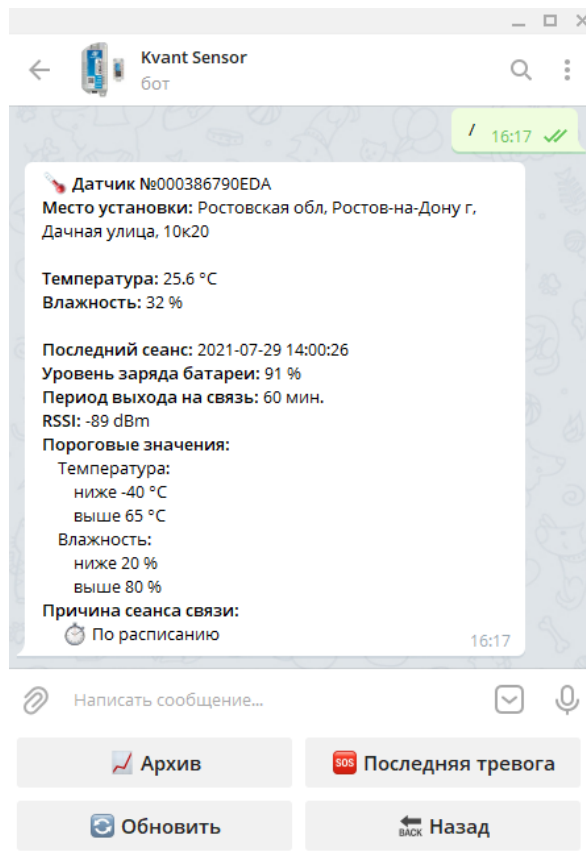 Kvant Sensor
бот
/ 16:17
Датчик №000386790EDA
Место установки: Ростовская обл, Ростов-на-Дону г,
Дачная улица, 10к20
Температура: 25.6 °C
Влажность: 32 %
Последний сеанс: 2021-07-29 14:00:26
Уровень заряда батареи: 91 %
Период выхода на связь: 60 мин.
RSSI: -89 dBm
Пороговые значения:
Температура:
ниже -40 °C
выше 65 °C
Влажность:
ниже 20 %
выше 80 %
Причина сеанса связи:
По расписанию
16:17
Написать сообщение...
Архив
SOS Последняя тревога
Обновить
BACK Назад